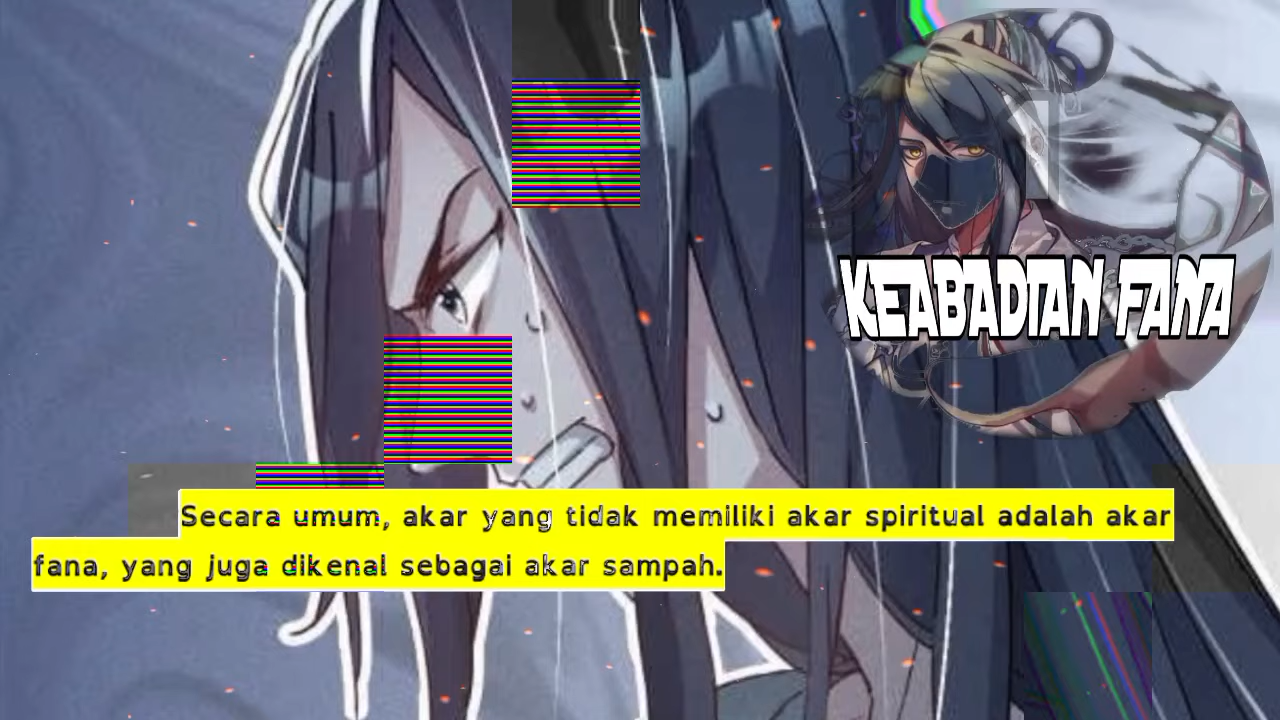 KEABADIAN FANA
Secara umum, akar yang tidak memiliki akar spiritual adalah akar
fana, yang juga dikenal sebagai akar sampah.